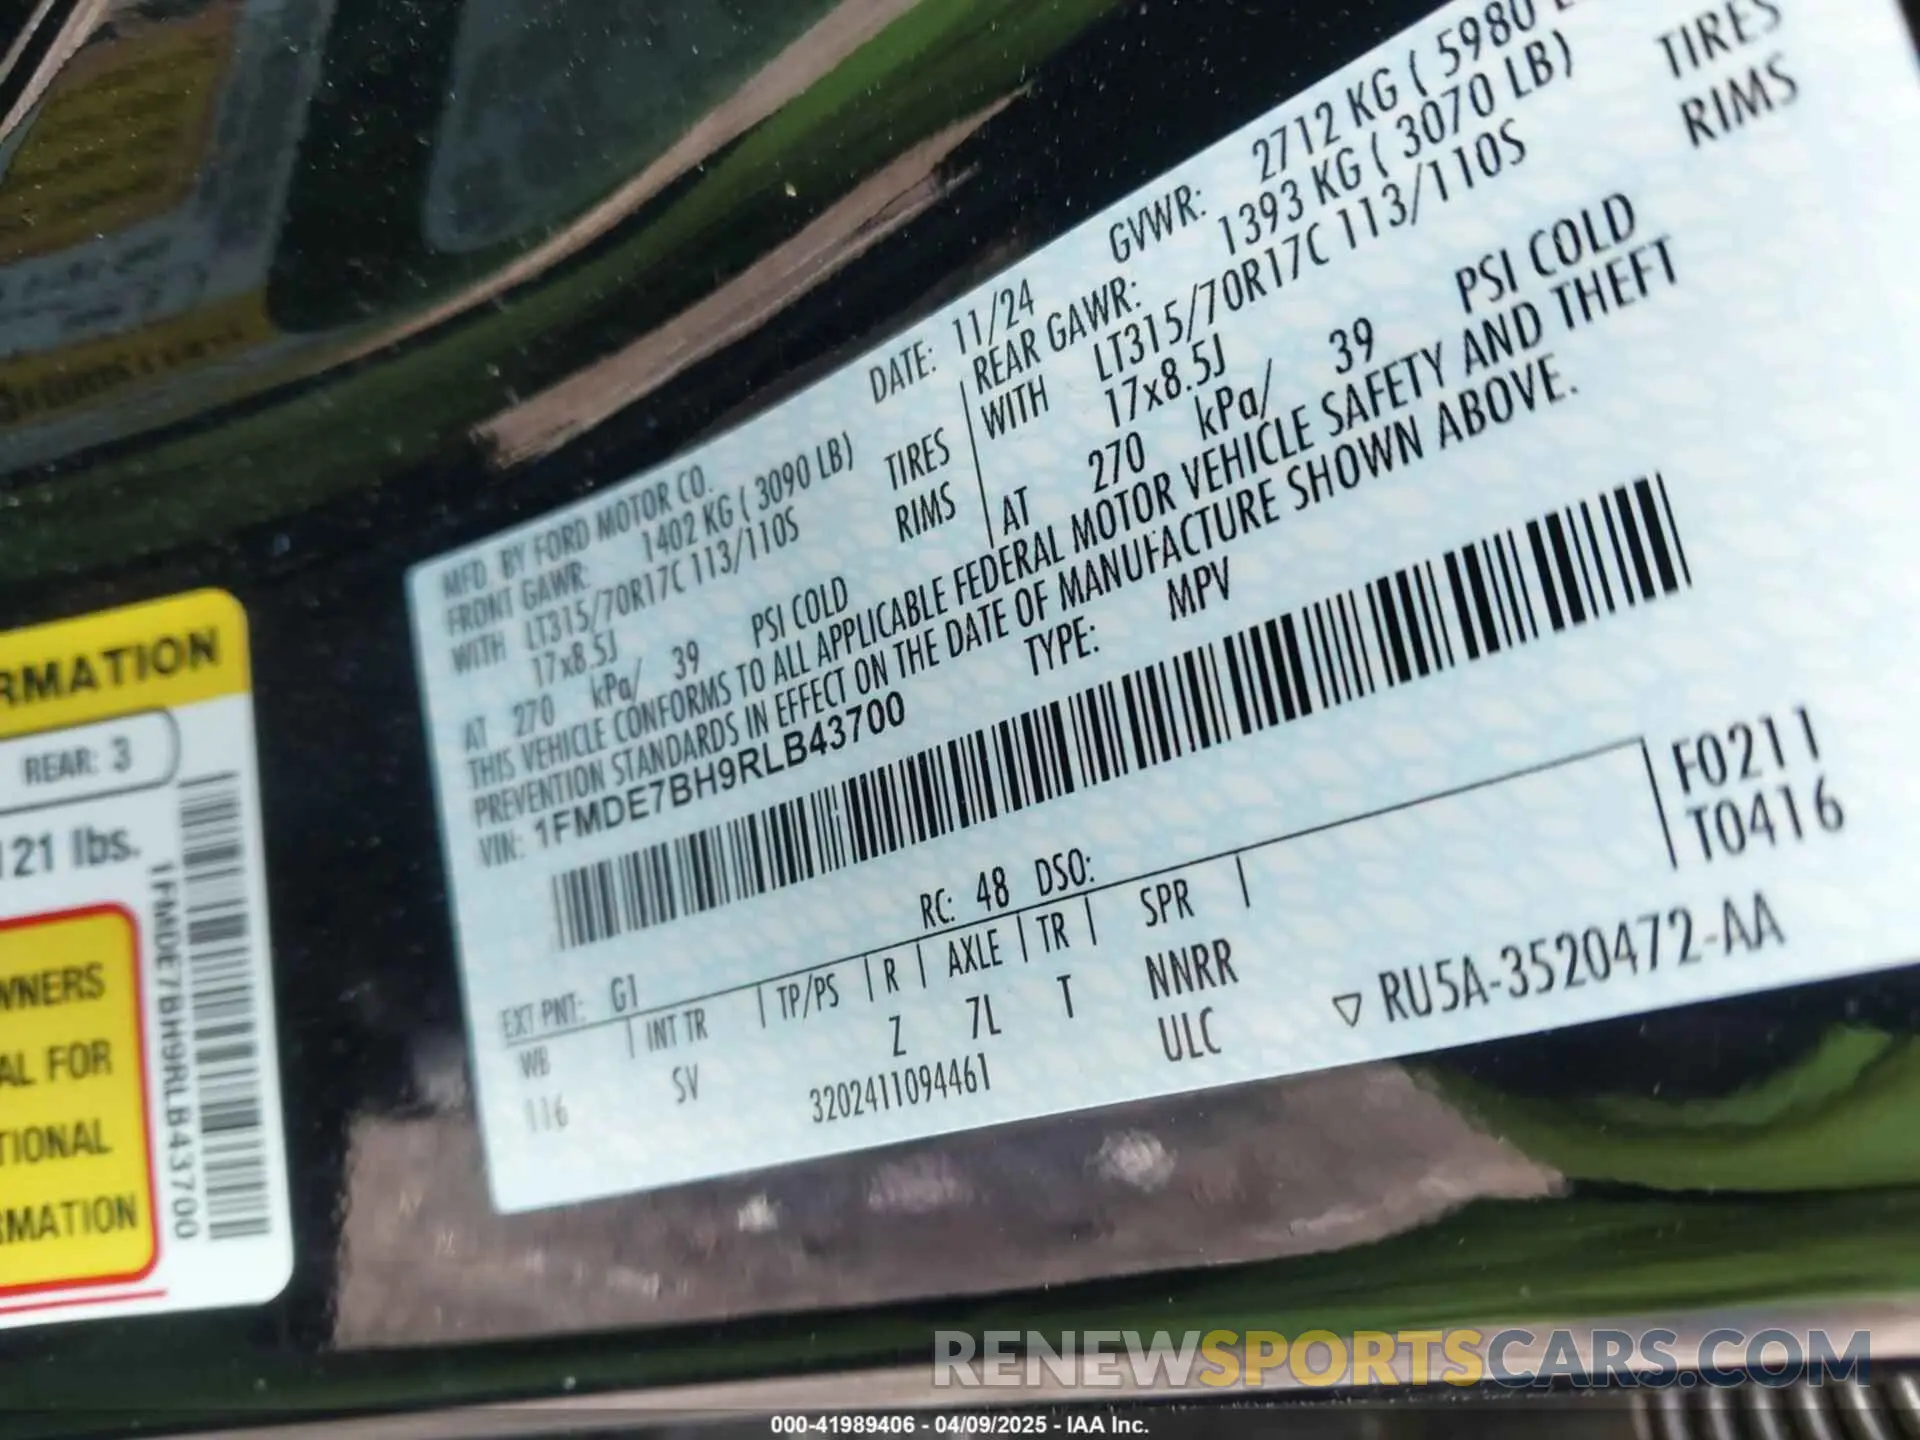 MFD. BY FORD MOTOR CO.
DATE: 11/24
GVWR: 2712 KG ( 5980
FRONT GAWR: 1402 KG ( 3090 LB)
REAR GAWR: 1393 KG ( 3070 LB)
WITH LT315/70R17C 113/110S TIRES
WITH LT315/70R17C 113/110S TIRES
17x8.5J RIMS
17x8.5J RIMS
AT 270 kPa/ 39 PSI COLD
AT 270 kPa/ 39 PSI COLD
THIS VEHICLE CONFORMS TO ALL APPLICABLE FEDERAL MOTOR VEHICLE SAFETY AND THEFT
PREVENTION STANDARDS IN EFFECT ON THE DATE OF MANUFACTURE SHOWN ABOVE.
VIN: 1FMDE7BH9RLB43700
TYPE: MPV
F0211
T0416
EXT PNT: G1
RC: 48 DSO:
WB | INT TR | TP/PS | R | AXLE | TR | SPR |
116 SV Z 7L T NNRR
3202411094461 ULC
▽ RU5A-3520472-AA
RMATION
REAR: 3
121 lbs.
WNERS
AL FOR
TIONAL
RMATION
1FMDE7BH9RLB43700
RENEWSPORTSCARS.COM
000-41989406 - 04/09/2025 - IAA Inc.